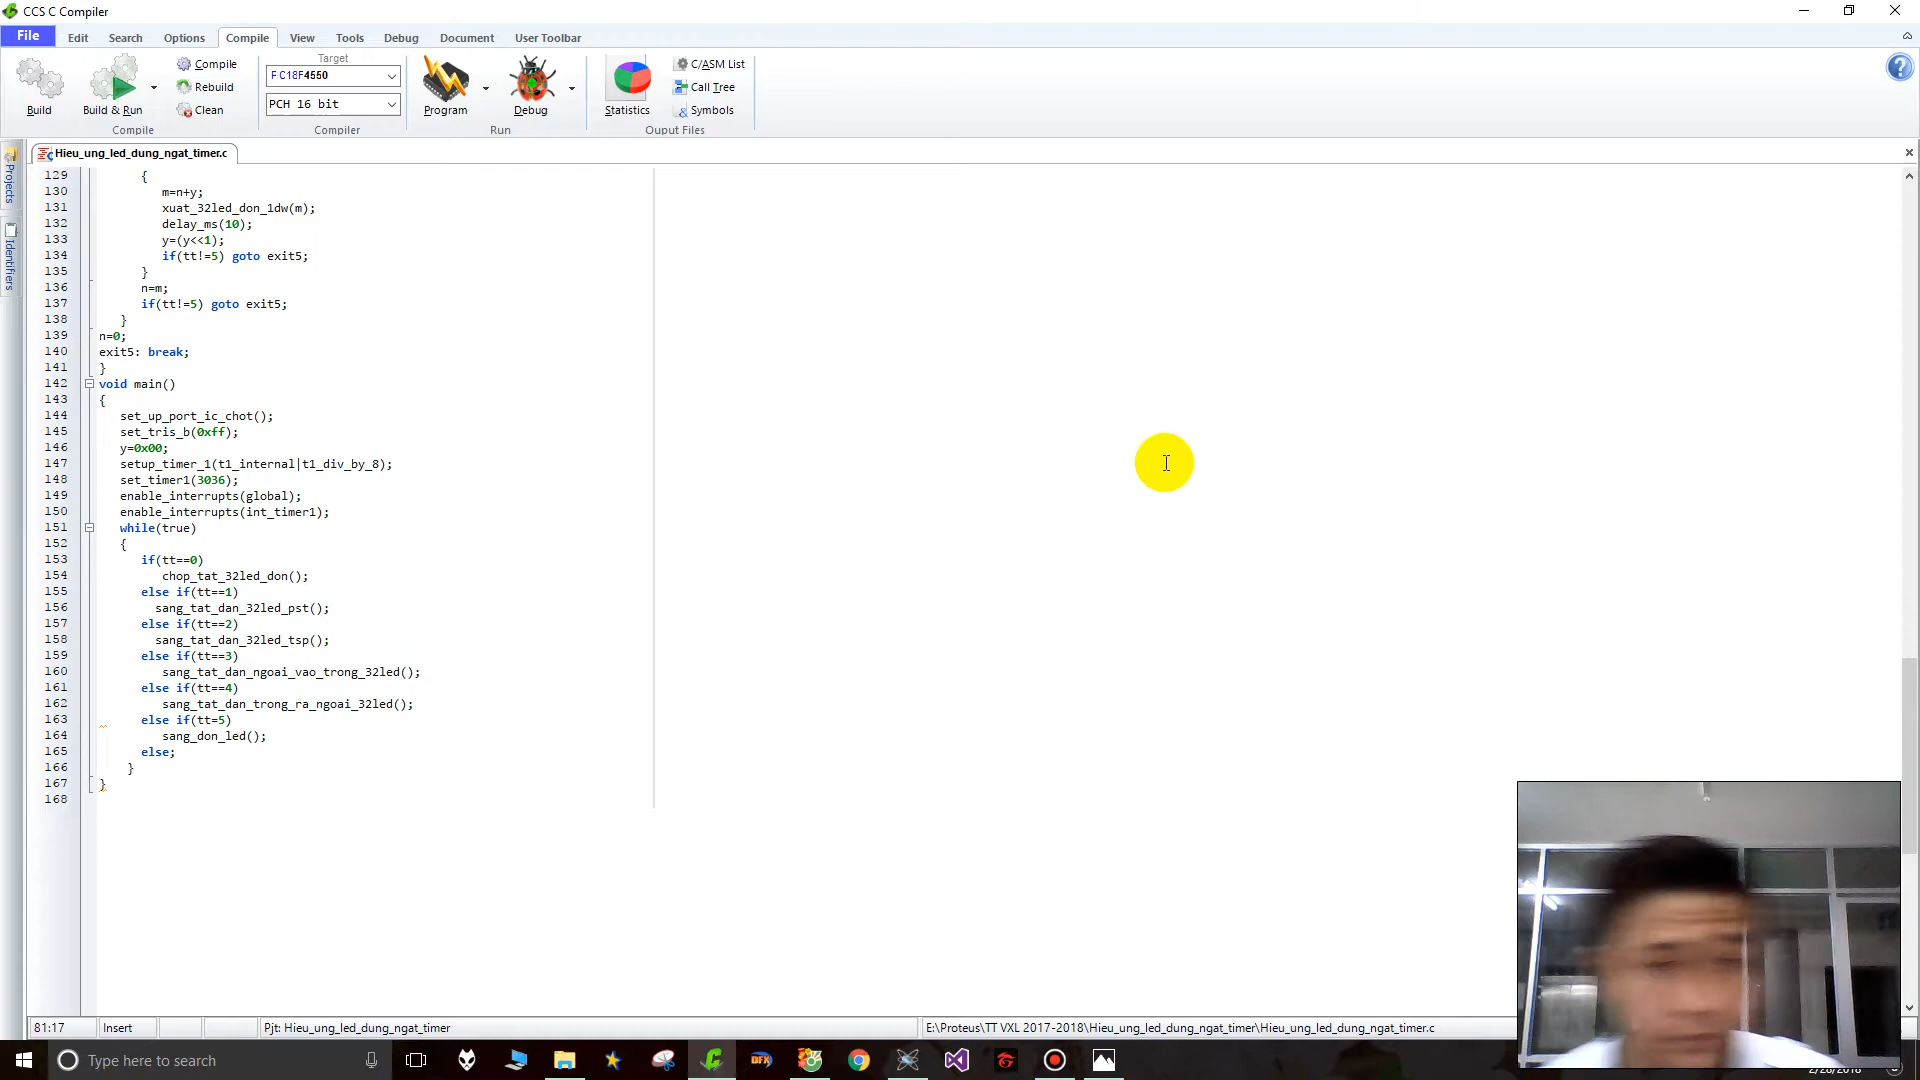 CCS C Compiler
File Edit Search Options Compile View Tools Debug Document User Toolbar
Build
Build & Run
Compile
Rebuild
Clean
Compile
Target
PCH 16 bit
Compiler
Program
Debug
Run
Statistics
C/ASM List
Call Tree
Symbols
Ouput Files
Projects
Identifiers
Hieu_ung_led_dung_ngat_timer.c
129 {
130 m=n+y;
131 xuat_32led_don_1dw(m);
132 delay_ms(10);
133 y=(y<<1);
134 if(tt!=5) goto exit5;
135 }
136 n=m;
137 if(tt!=5) goto exit5;
138 }
139 n=0;
140 exit5: break;
141 }
142 void main()
143 {
144 set_up_port_ic_chot();
145 set_tris_b(0xff);
146 y=0x00;
147 setup_timer_1(t1_internal|t1_div_by_8);
148 set_timer1(3036);
149 enable_interrupts(global);
150 enable_interrupts(int_timer1);
151 while(true)
152 {
153 if(tt==0)
154 chop_tat_32led_don();
155 else if(tt==1)
156 sang_tat_dan_32led_pst();
157 else if(tt==2)
158 sang_tat_dan_32led_tsp();
159 else if(tt==3)
160 sang_tat_dan_ngoai_vao_trong_32led();
161 else if(tt==4)
162 sang_tat_dan_trong_ra_ngoai_32led();
163 else if(tt=5)
164 sang_don_led();
165 else;
166 }
167 }
168
81:17 Insert Pjt: Hieu_ung_led_dung_ngat_timer E:\Proteus\TT VXL 2017-2018\Hieu_ung_led_dung_ngat_timer\Hieu_ung_led_dung_ngat_timer.c
Type here to search
DFX